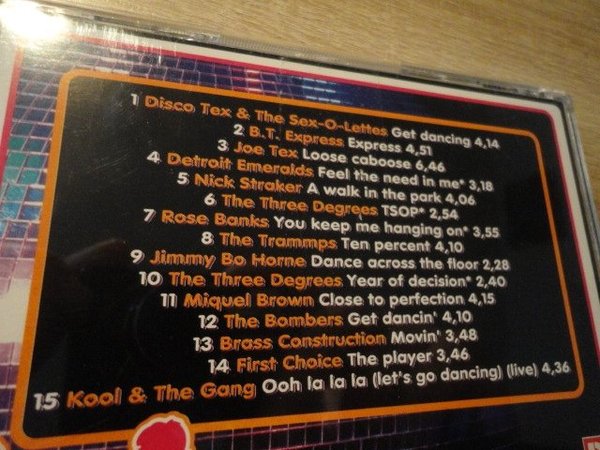 1 Disco Tex & The Sex-O-Lettes Get dancing 4,14
2 B.T. Express Express 4,51
3 Joe Tex Loose caboose 6,46
4 Detroit Emeralds Feel the need in me* 3,18
5 Nick Straker A walk in the park 4,06
6 The Three Degrees TSOP* 2,54
7 Rose Banks You keep me hanging on* 3,55
8 The Trammps Ten percent 4,10
9 Jimmy Bo Horne Dance across the floor 2,28
10 The Three Degrees Year of decision* 2,40
11 Miquel Brown Close to perfection 4,15
12 The Bombers Get dancin' 4,10
13 Brass Construction Movin' 3,48
14 First Choice The player 3,46
15 Kool & The Gang Ooh la la la (let's go dancing) (live) 4,36